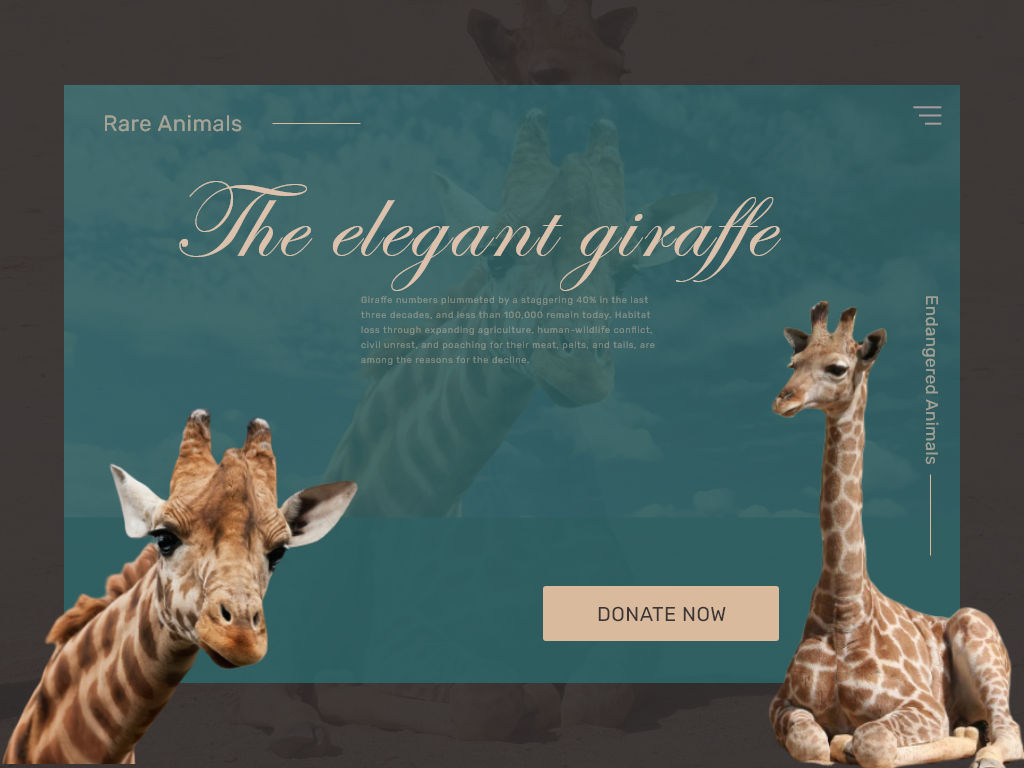 Rare Animals
The elegant giraffe
Giraffe numbers plummeted by a staggering 40% in the last
three decades, and less than 100,000 remain today. Habitat
loss through expanding agriculture, human-wildlife conflict,
civil unrest, and poaching for their meat, pelts, and tails, are
among the reasons for the decline.
Endangered Animals
DONATE NOW